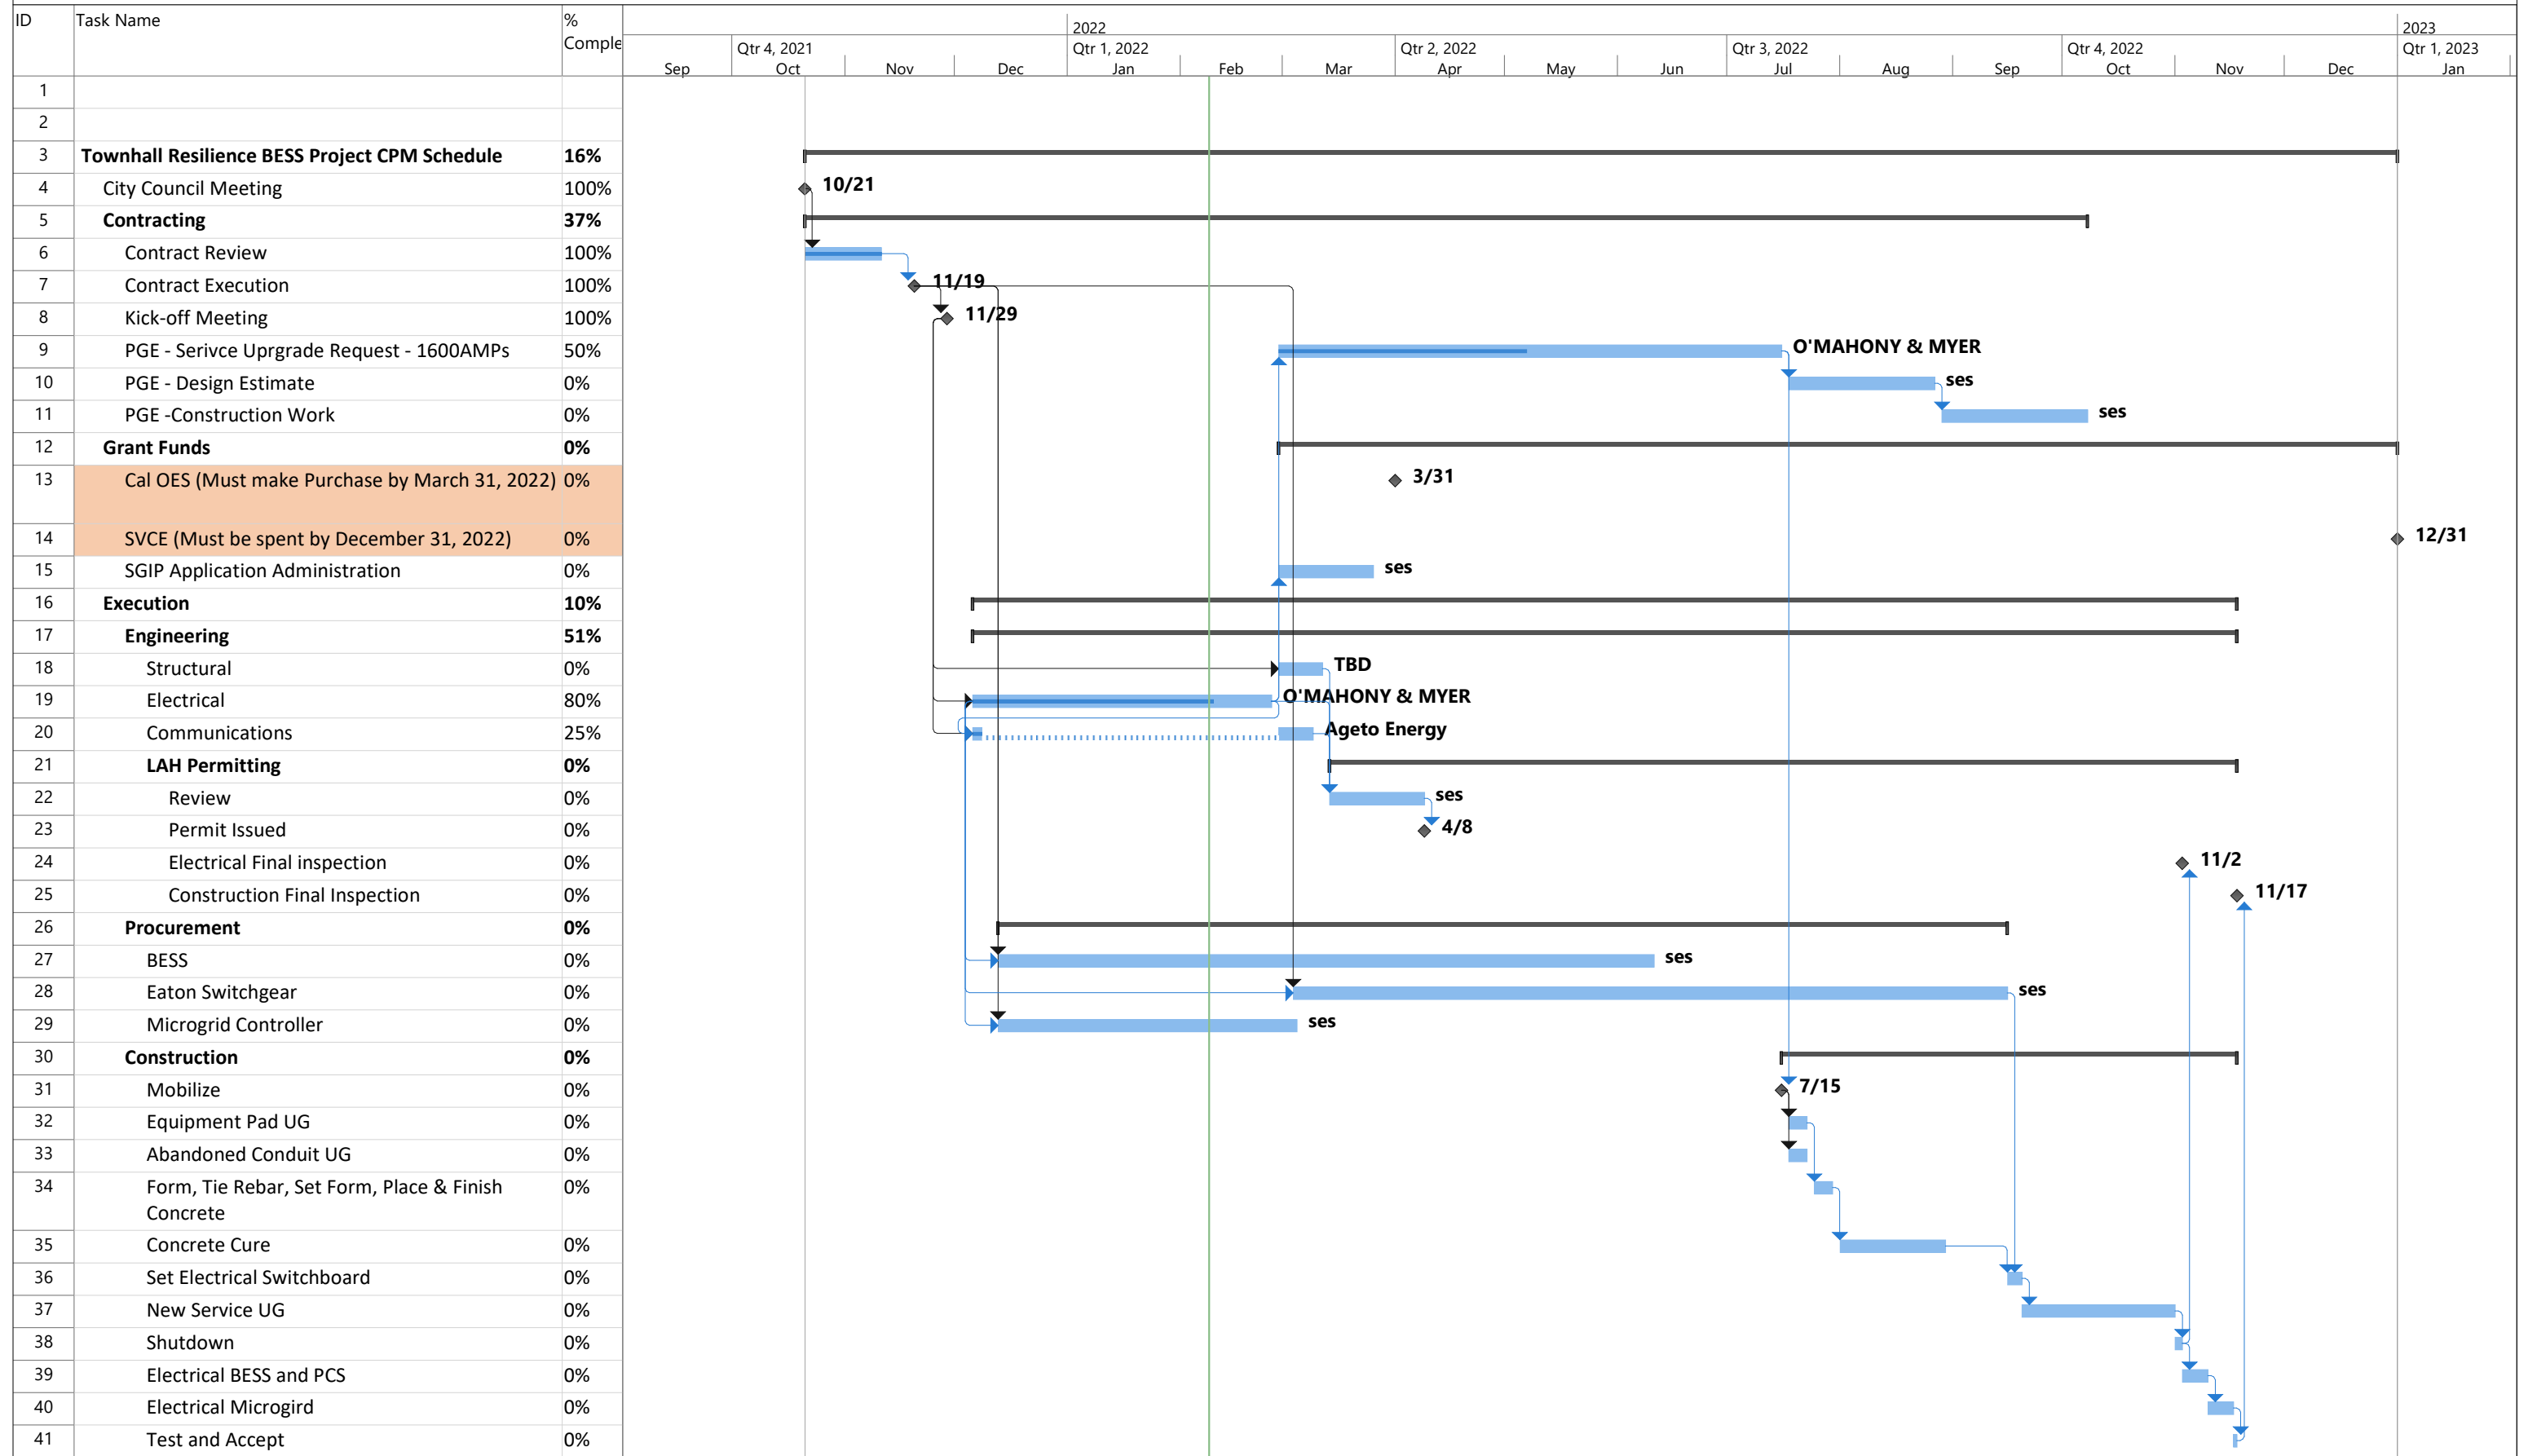 ID Task Name % Comple
2022 2023
Qtr 4, 2021 Qtr 1, 2022 Qtr 2, 2022 Qtr 3, 2022 Qtr 4, 2022 Qtr 1, 2023
Sep Oct Nov Dec Jan Feb Mar Apr May Jun Jul Aug Sep Oct Nov Dec Jan
1
2
3 Townhall Resilience BESS Project CPM Schedule 16%
4 City Council Meeting 100% 10/21
5 Contracting 37%
6 Contract Review 100%
7 Contract Execution 100% 11/19
8 Kick-off Meeting 100% 11/29
9 PGE - Serivce Uprgrade Request - 1600AMPs 50% O'MAHONY & MYER
10 PGE - Design Estimate 0% ses
11 PGE -Construction Work 0% ses
12 Grant Funds 0%
13 Cal OES (Must make Purchase by March 31, 2022) 0% 3/31
14 SVCE (Must be spent by December 31, 2022) 0% 12/31
15 SGIP Application Administration 0% ses
16 Execution 10%
17 Engineering 51%
18 Structural 0% TBD
19 Electrical 80% O'MAHONY & MYER
20 Communications 25% Ageto Energy
21 LAH Permitting 0%
22 Review 0% ses
23 Permit Issued 0% 4/8
24 Electrical Final inspection 0% 11/2
25 Construction Final Inspection 0% 11/17
26 Procurement 0%
27 BESS 0% ses
28 Eaton Switchgear 0% ses
29 Microgrid Controller 0% ses
30 Construction 0%
31 Mobilize 0% 7/15
32 Equipment Pad UG 0%
33 Abandoned Conduit UG 0%
34 Form, Tie Rebar, Set Form, Place & Finish 0%
Concrete
35 Concrete Cure 0%
36 Set Electrical Switchboard 0%
37 New Service UG 0%
38 Shutdown 0%
39 Electrical BESS and PCS 0%
40 Electrical Microgird 0%
41 Test and Accept 0%